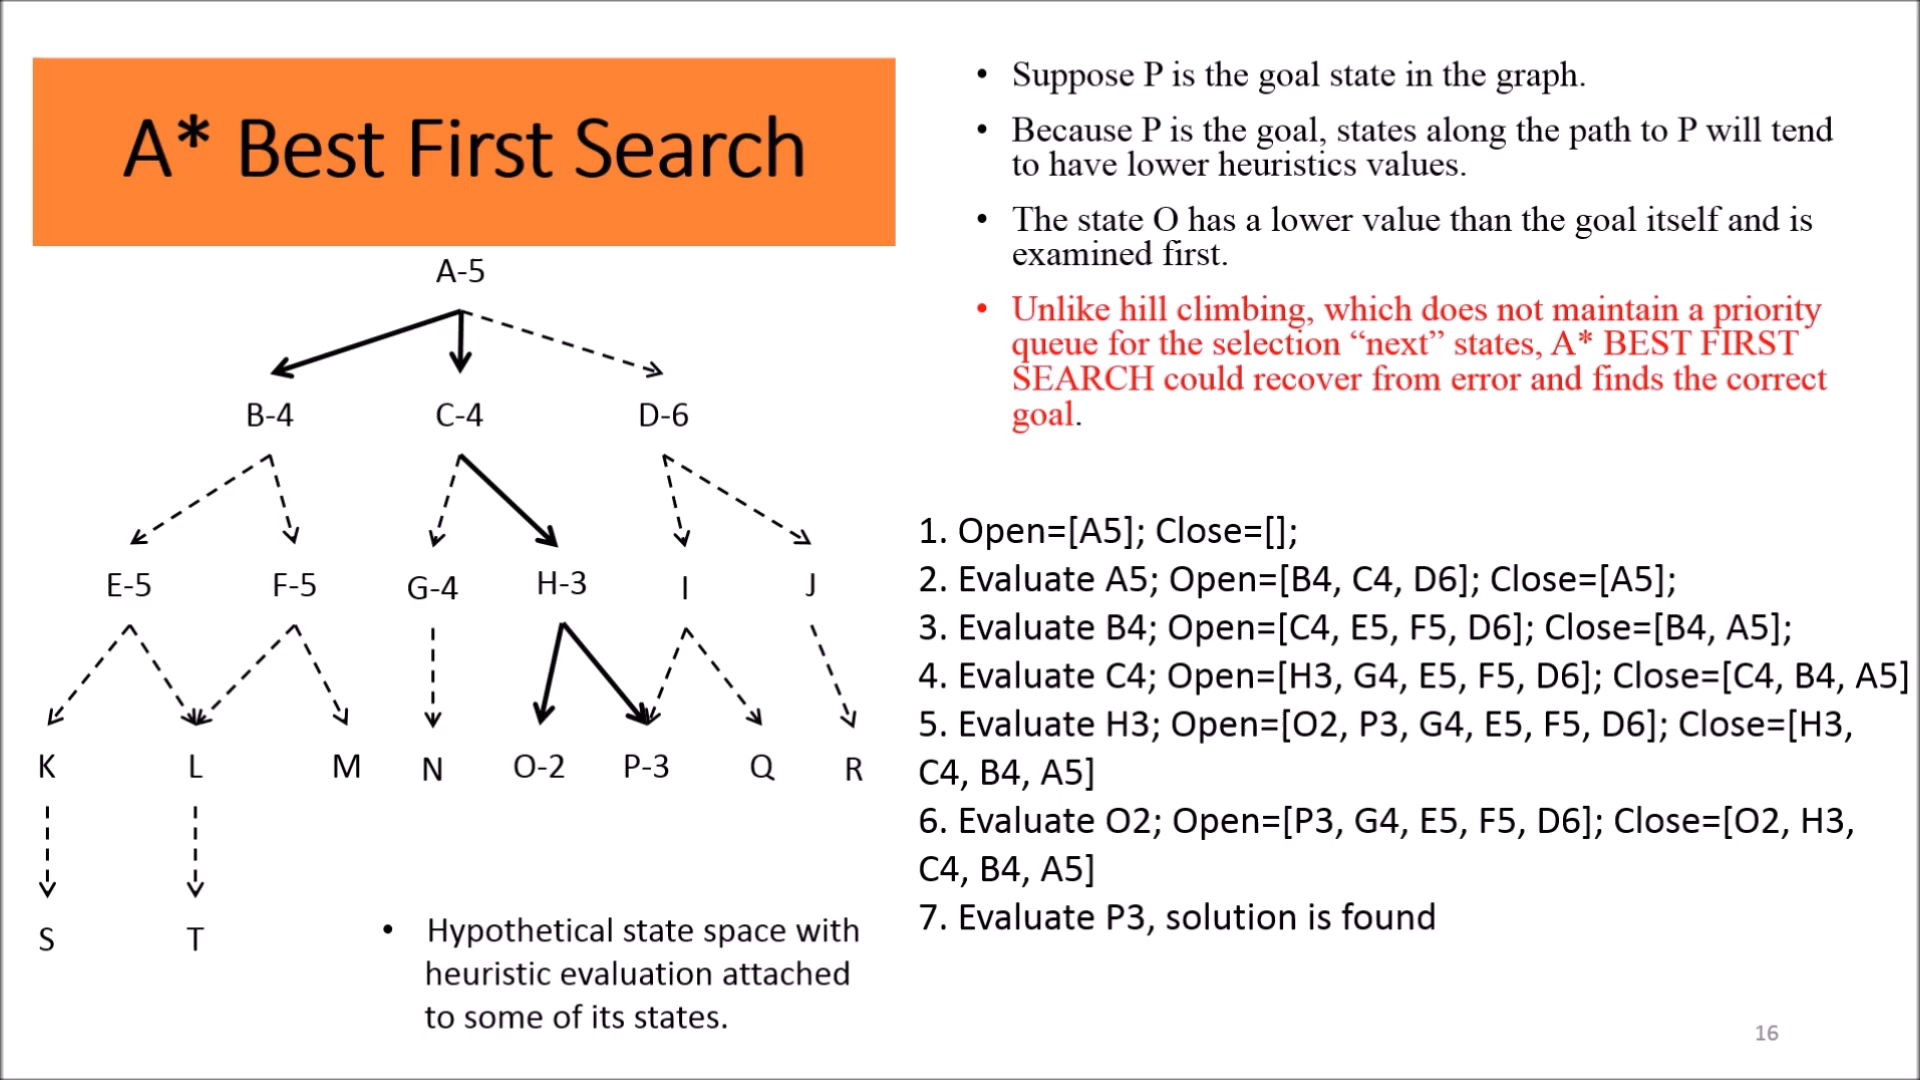 A* Best First Search
A-5
B-4 C-4 D-6
E-5 F-5 G-4 H-3 I J
K L M N O-2 P-3 Q R
S T
• Hypothetical state space with
heuristic evaluation attached
to some of its states.
• Suppose P is the goal state in the graph.
• Because P is the goal, states along the path to P will tend
to have lower heuristics values.
• The state O has a lower value than the goal itself and is
examined first.
• Unlike hill climbing, which does not maintain a priority
queue for the selection “next” states, A* BEST FIRST
SEARCH could recover from error and finds the correct
goal.
1. Open=[A5]; Close=[];
2. Evaluate A5; Open=[B4, C4, D6]; Close=[A5];
3. Evaluate B4; Open=[C4, E5, F5, D6]; Close=[B4, A5];
4. Evaluate C4; Open=[H3, G4, E5, F5, D6]; Close=[C4, B4, A5]
5. Evaluate H3; Open=[O2, P3, G4, E5, F5, D6]; Close=[H3,
C4, B4, A5]
6. Evaluate O2; Open=[P3, G4, E5, F5, D6]; Close=[O2, H3,
C4, B4, A5]
7. Evaluate P3, solution is found
16